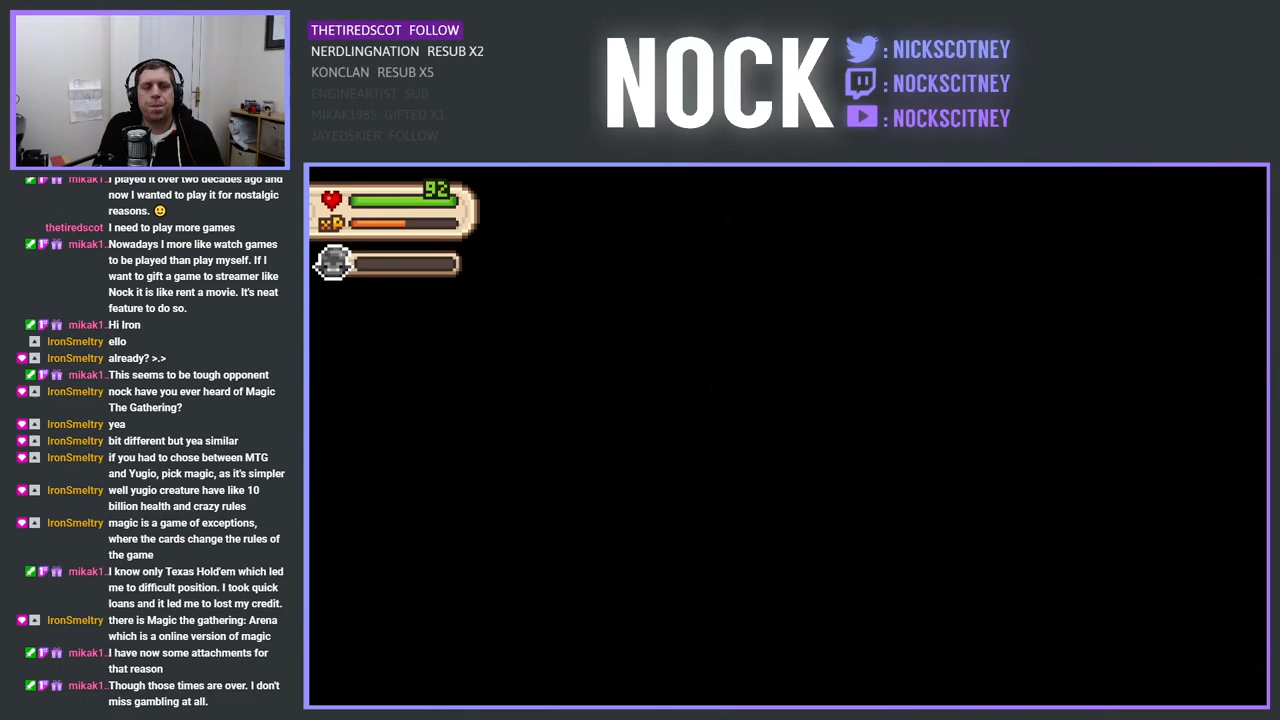 THETIREDSCOT FOLLOW
NERDLINGNATION RESUB X2
KONCLAN RESUB X5
ENGINEARTIST SUB
MIKAK1985 GIFTED X1
JAYEDSKIER FOLLOW
NOCK
: NICKSCOTNEY
: NOCKSCITNEY
: NOCKSCITNEY
92
XP
mikak1.. I played it over two decades ago and
now I wanted to play it for nostalgic
reasons. 🙂
thetiredscot I need to play more games
mikak1.. Nowadays I more like watch games
to be played than play myself. If I
want to gift a game to streamer like
Nock it is like rent a movie. It's neat
feature to do so.
mikak1.. Hi Iron
IronSmeltry ello
IronSmeltry already? >.>
mikak1.. This seems to be tough opponent
IronSmeltry nock have you ever heard of Magic
The Gathering?
IronSmeltry yea
IronSmeltry bit different but yea similar
IronSmeltry if you had to chose between MTG
and Yugio, pick magic, as it's simpler
IronSmeltry well yugio creature have like 10
billion health and crazy rules
IronSmeltry magic is a game of exceptions,
where the cards change the rules of
the game
mikak1.. I know only Texas Hold'em which led
me to difficult position. I took quick
loans and it led me to lost my credit.
IronSmeltry there is Magic the gathering: Arena
which is a online version of magic
mikak1.. I have now some attachments for
that reason
mikak1.. Though those times are over. I don't
miss gambling at all.